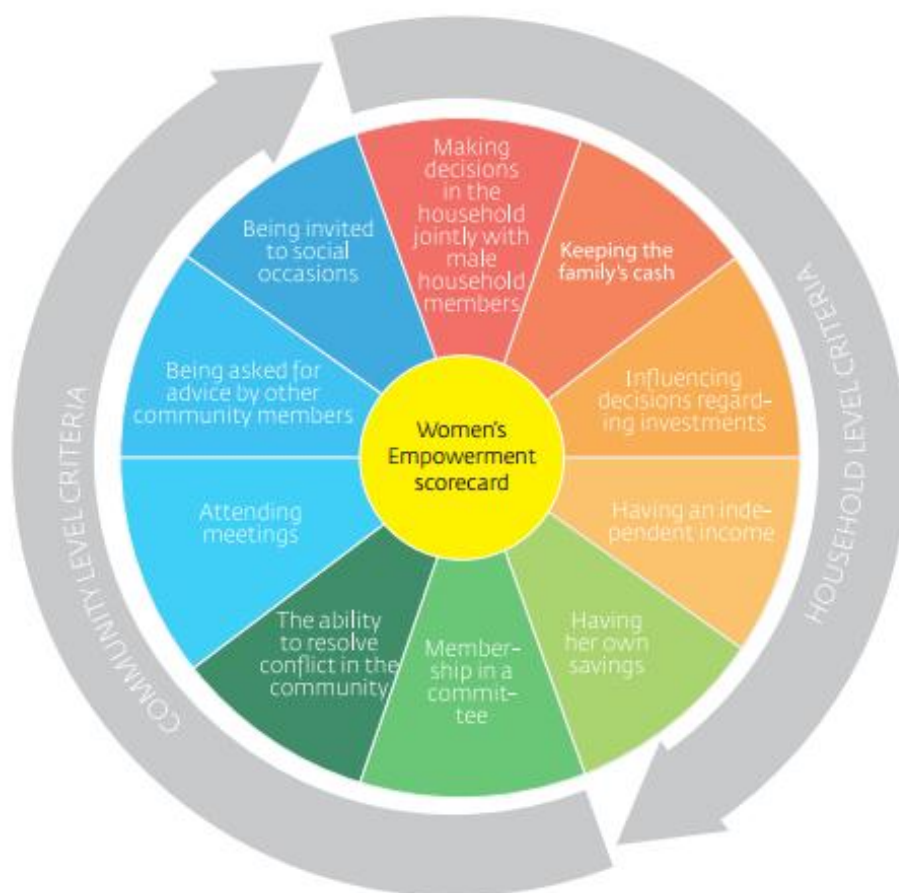 Women's
Empowerment
scorecard
Making
decisions
in the
household
jointly with
male
household
members
Keeping the
family's cash
Influencing
decisions regard-
ing investments
Having an inde-
pendent income
Having
her own
savings
Member-
ship in a
commit-
tee
The ability
to resolve
conflict in the
community
Attending
meetings
Being asked for
advice by other
community members
Being invited
to social
occasions
HOUSEHOLD LEVEL CRITERIA
COMMUNITY LEVEL CRITERIA